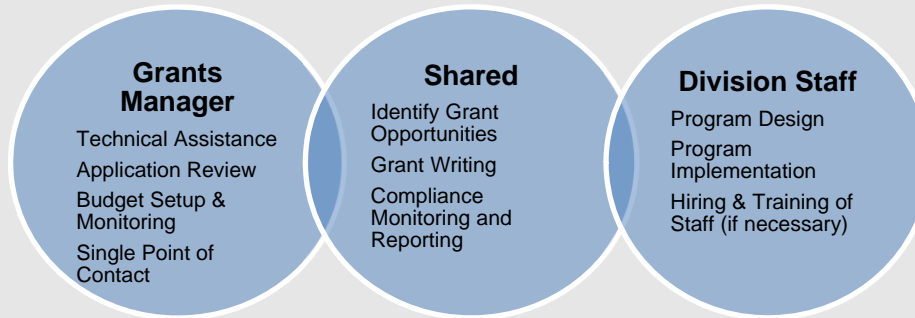 Grants
Manager
Technical Assistance
Application Review
Budget Setup &
Monitoring
Single Point of
Contact
Shared
Identify Grant
Opportunities
Grant Writing
Compliance
Monitoring and
Reporting
Division Staff
Program Design
Program
Implementation
Hiring & Training of
Staff (if necessary)